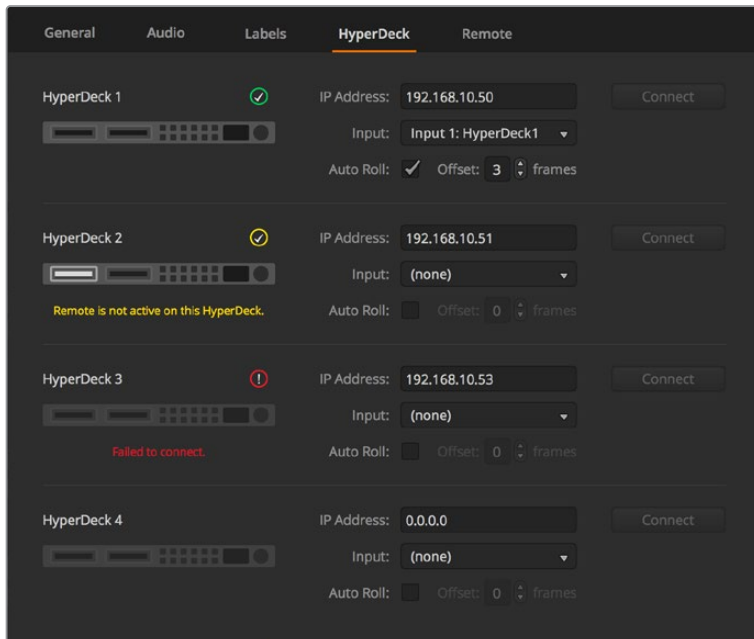 General Audio Labels HyperDeck Remote
HyperDeck 1 IP Address: 192.168.10.50 Connect
Input: Input 1: HyperDeck1
Auto Roll: Offset: 3 frames
HyperDeck 2 IP Address: 192.168.10.51 Connect
Input: (none)
Remote is not active on this HyperDeck. Auto Roll: Offset: 0 frames
HyperDeck 3 IP Address: 192.168.10.53 Connect
Input: (none)
Failed to connect. Auto Roll: Offset: 0 frames
HyperDeck 4 IP Address: 0.0.0.0 Connect
Input: (none)
Auto Roll: Offset: 0 frames